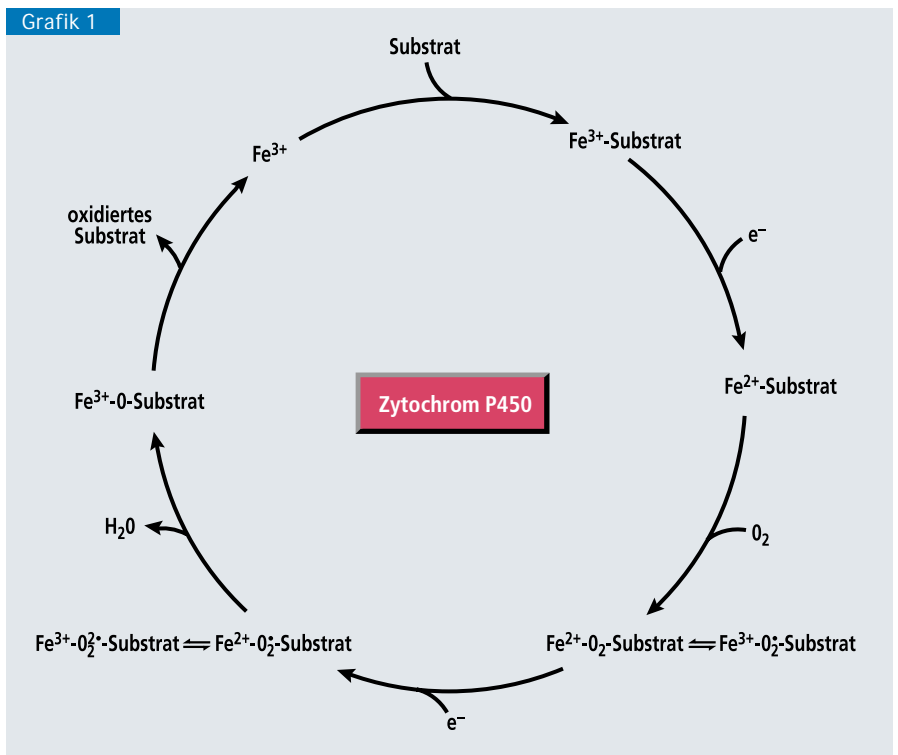 Grafik 1
Substrat
Fe³⁺
Fe³⁺-Substrat
oxidiertes
Substrat
e⁻
Fe³⁺-0-Substrat
Zytochrom P450
Fe²⁺-Substrat
H₂0
0₂
Fe³⁺-0₂²•-Substrat ⇌ Fe²⁺-0₂•-Substrat
Fe²⁺-0₂-Substrat ⇌ Fe³⁺-0₂•-Substrat
e⁻